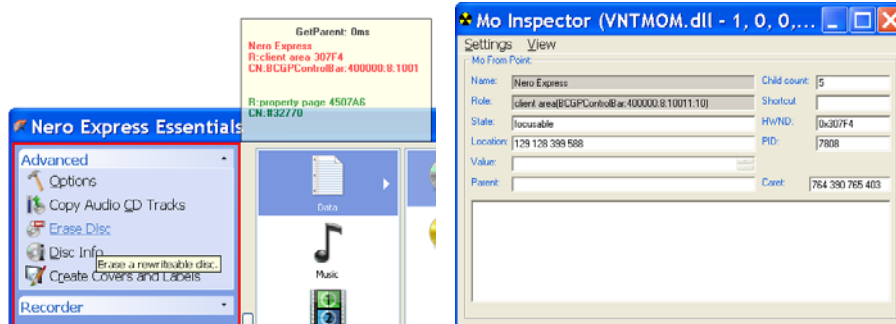 GetParent: 0ms
Nero Express
R:client area 307F4
CN:BCGPControlBar:400000:8:1001
R:property page 4507A6
CN:#32770
Nero Express Essentials
Advanced
Options
Copy Audio CD Tracks
Erase Disc
Disc Info
Erase a rewriteable disc.
Create Covers and Labels
Recorder
Data
Music
Mo Inspector (VNTMOM.dll - 1, 0, 0,...
Settings View
Mo From Point:
Name: Nero Express Child count: 5
Role: client area(BCGPControlBar:400000:8:10011:10) Shortcut
State: focusable HWND: 0x307F4
Location: 129 128 399 588 PID: 7808
Value:
Parent: Caret: 764 390 765 403